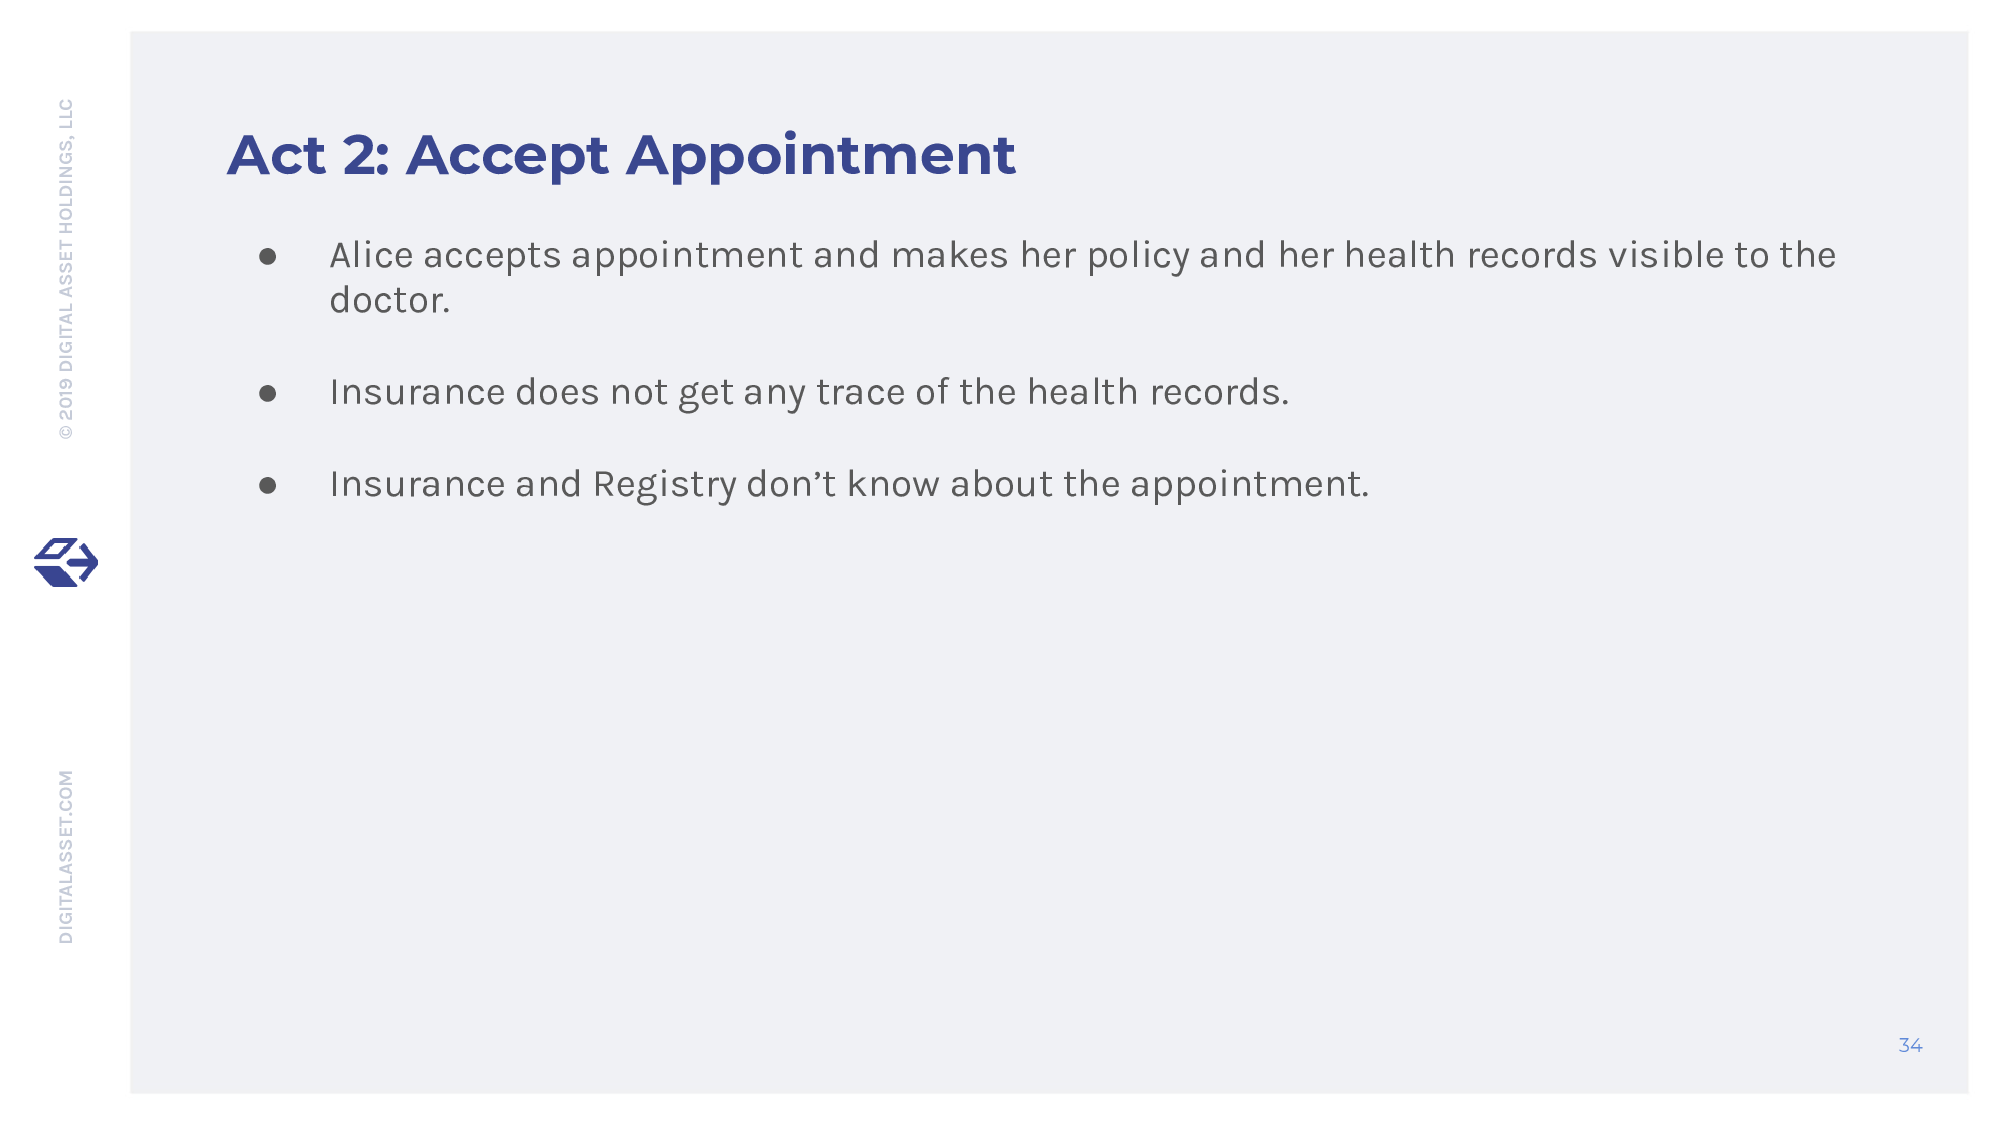 © 2019 DIGITAL ASSET HOLDINGS, LLC
DIGITALASSET.COM
Act 2: Accept Appointment
● Alice accepts appointment and makes her policy and her health records visible to the
doctor.
● Insurance does not get any trace of the health records.
● Insurance and Registry don’t know about the appointment.
34